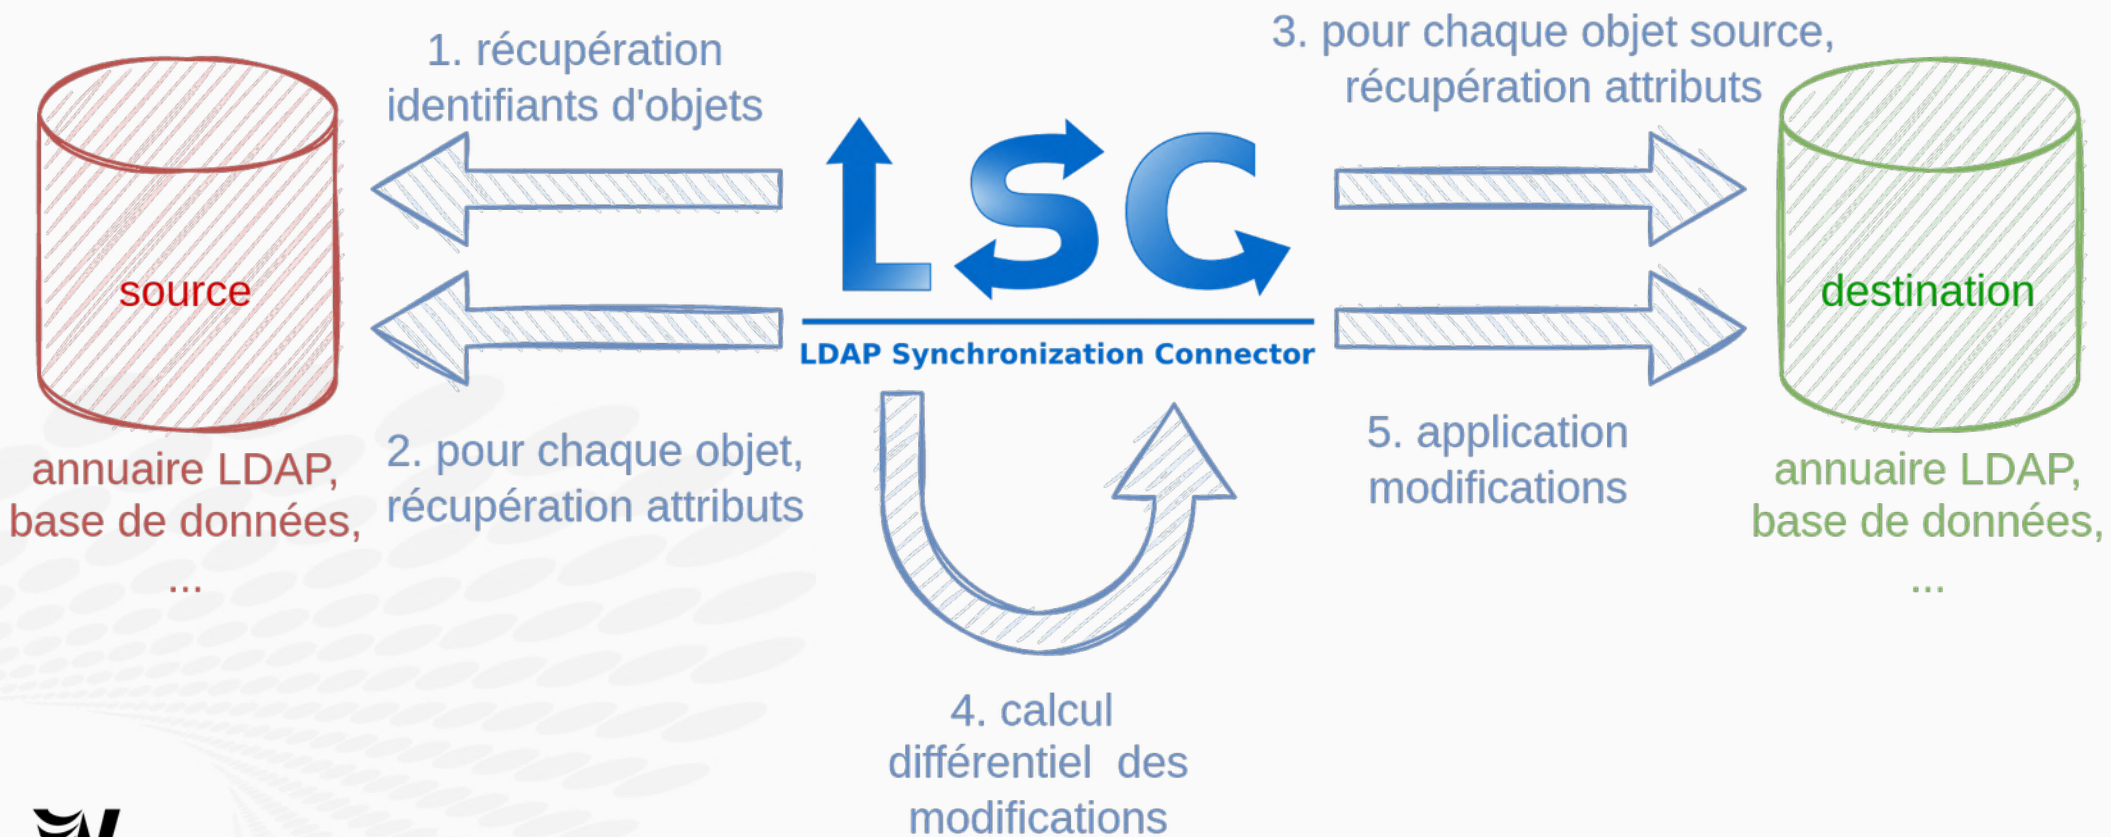 1. récupération
identifiants d'objets
3. pour chaque objet source,
récupération attributs
LSC
LDAP Synchronization Connector
source
destination
annuaire LDAP,
base de données,
...
2. pour chaque objet,
récupération attributs
5. application
modifications
annuaire LDAP,
base de données,
...
4. calcul
différentiel  des
modifications